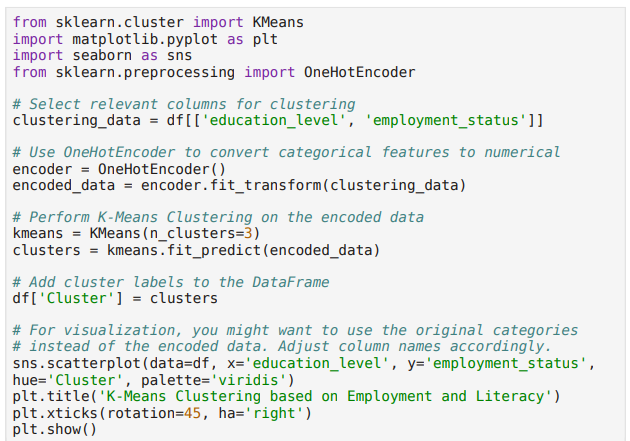 from sklearn.cluster import KMeans
import matplotlib.pyplot as plt
import seaborn as sns
from sklearn.preprocessing import OneHotEncoder
# Select relevant columns for clustering
clustering_data = df[['education_level', 'employment_status']]
# Use OneHotEncoder to convert categorical features to numerical
encoder = OneHotEncoder()
encoded_data = encoder.fit_transform(clustering_data)
# Perform K-Means Clustering on the encoded data
kmeans = KMeans(n_clusters=3)
clusters = kmeans.fit_predict(encoded_data)
# Add cluster labels to the DataFrame
df['Cluster'] = clusters
# For visualization, you might want to use the original categories
# instead of the encoded data. Adjust column names accordingly.
sns.scatterplot(data=df, x='education_level', y='employment_status',
hue='Cluster', palette='viridis')
plt.title('K-Means Clustering based on Employment and Literacy')
plt.xticks(rotation=45, ha='right')
plt.show()